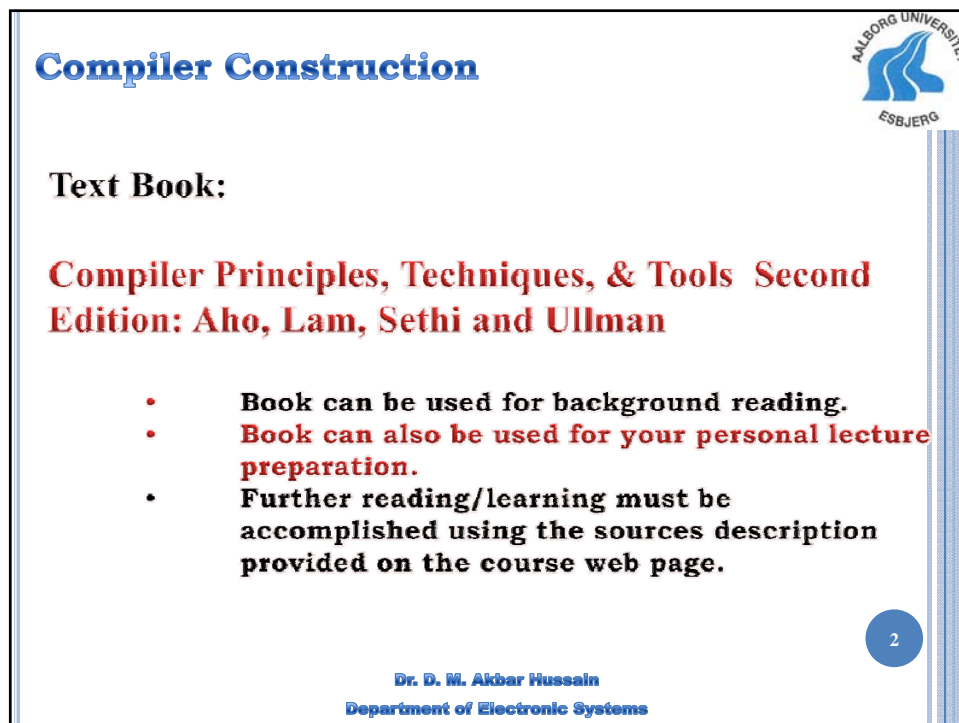 Compiler Construction
AALBORG UNIVERSITET
ESBJERG
Text Book:
Compiler Principles, Techniques, & Tools Second
Edition: Aho, Lam, Sethi and Ullman
• Book can be used for background reading.
• Book can also be used for your personal lecture
preparation.
• Further reading/learning must be
accomplished using the sources description
provided on the course web page.
2
Dr. D. M. Akbar Hussain
Department of Electronic Systems